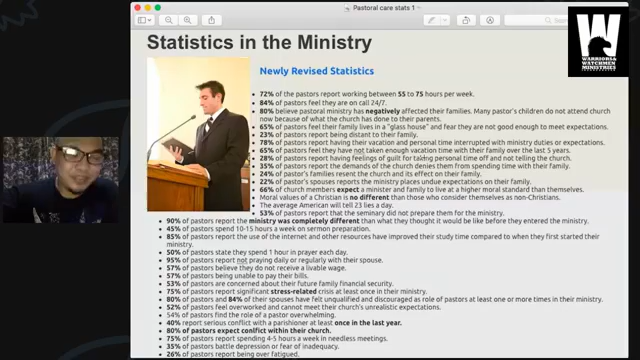 Pastoral care stats 1
Statistics in the Ministry
WARRIORS &
WATCHMEN
MINISTRIES
Newly Revised Statistics
72% of the pastors report working between 55 to 75 hours per week.
84% of pastors feel they are on call 24/7.
80% believe pastoral ministry has negatively affected their families. Many pastor's children do not attend church
now because of what the church has done to their parents.
65% of pastors feel their family lives in a "glass house" and fear they are not good enough to meet expectations.
23% of pastors report being distant to their family.
78% of pastors report having their vacation and personal time interrupted with ministry duties or expectations.
65% of pastors feel they have not taken enough vacation time with their family over the last 5 years.
28% of pastors report having feelings of guilt for taking personal time off and not telling the church.
35% of pastors report the demands of the church denies them from spending time with their family.
24% of pastor's families resent the church and its effect on their family.
22% of pastor's spouses reports the ministry places undue expectations on their family.
66% of church members expect a minister and family to live at a higher moral standard than themselves.
Moral values of a Christian is no different than those who consider themselves as non-Christians.
The average American will tell 23 lies a day.
53% of pastors report that the seminary did not prepare them for the ministry.
90% of pastors report the ministry was completely different than what they thought it would be like before they entered the ministry.
45% of pastors spend 10-15 hours a week on sermon preparation.
85% of pastors report the use of the internet and other resources have improved their study time compared to when they first started their
ministry.
50% of pastors state they spend 1 hour in prayer each day.
95% of pastors report not praying daily or regularly with their spouse.
57% of pastors believe they do not receive a livable wage.
57% of pastors being unable to pay their bills.
53% of pastors are concerned about their future family financial security.
75% of pastors report significant stress-related crisis at least once in their ministry.
80% of pastors and 84% of their spouses have felt unqualified and discouraged as role of pastors at least one or more times in their ministry.
52% of pastors feel overworked and cannot meet their church's unrealistic expectations.
54% of pastors find the role of a pastor overwhelming.
40% report serious conflict with a parishioner at least once in the last year.
80% of pastors expect conflict within their church.
75% of pastors report spending 4-5 hours a week in needless meetings.
35% of pastors battle depression or fear of inadequacy.
26% of pastors report being over fatigued.